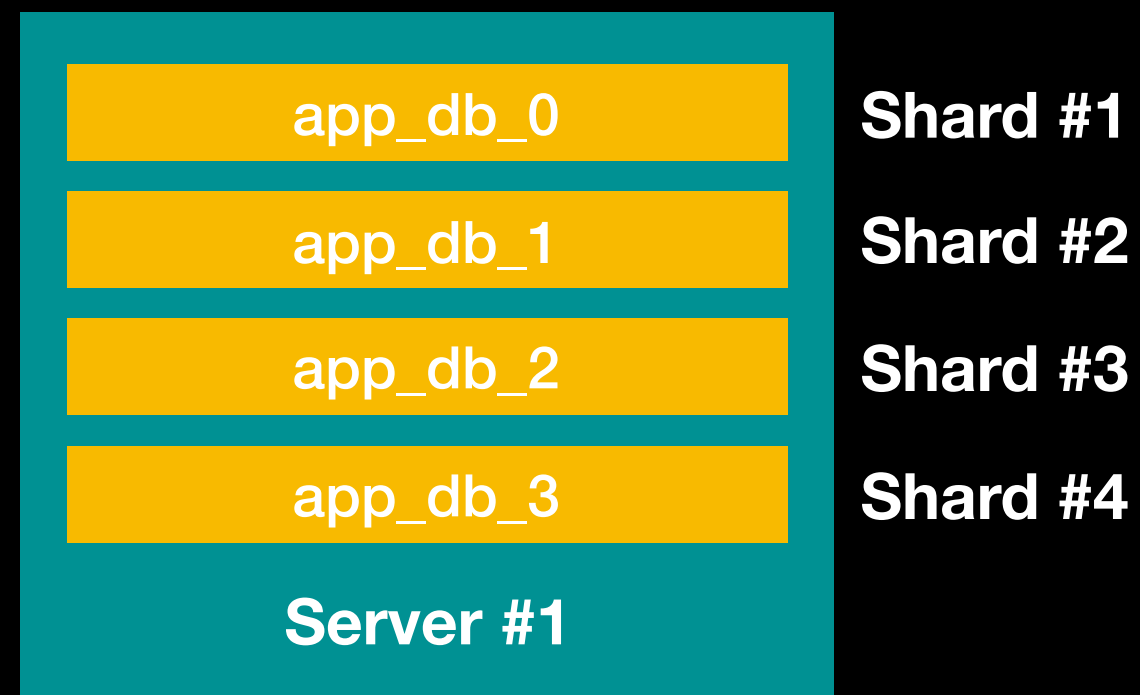 app_db_0 Shard #1
app_db_1 Shard #2
app_db_2 Shard #3
app_db_3 Shard #4
Server #1